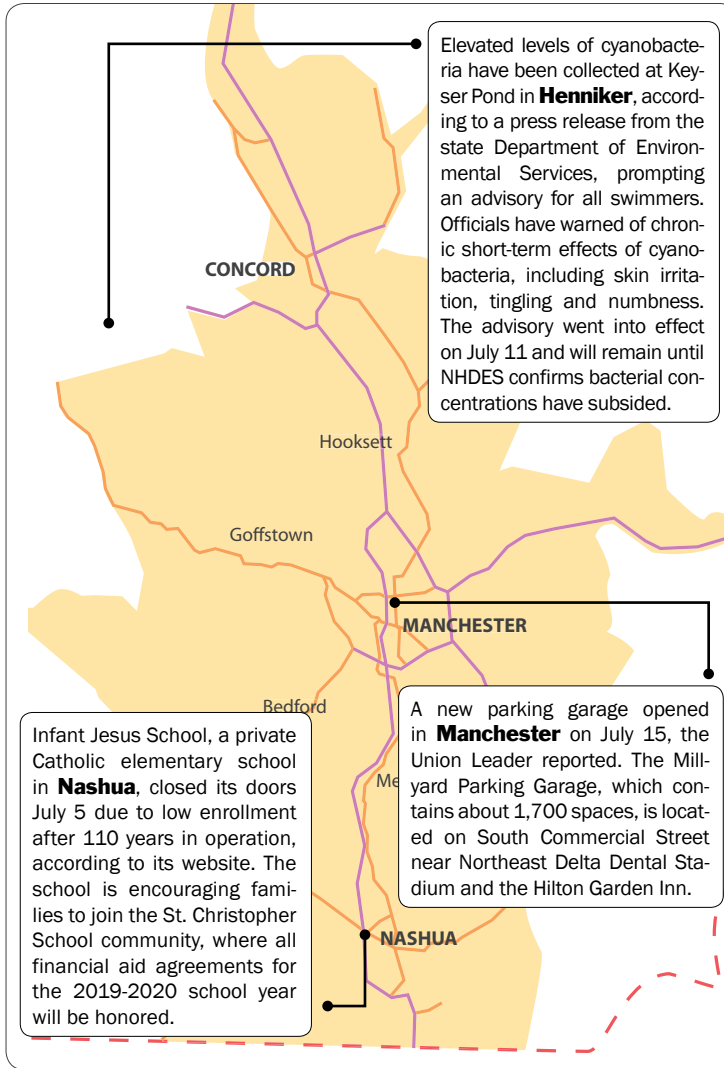 Elevated levels of cyanobacte-
ria have been collected at Key-
ser Pond in Henniker, accord-
ing to a press release from the
state Department of Environ-
mental Services, prompting
an advisory for all swimmers.
Officials have warned of chron-
ic short-term effects of cyano-
bacteria, including skin irrita-
tion, tingling and numbness.
The advisory went into effect
on July 11 and will remain until
NHDES confirms bacterial con-
centrations have subsided.
CONCORD
Hooksett
Goffstown
MANCHESTER
Bedford
Me
Infant Jesus School, a private
Catholic elementary school
in Nashua, closed its doors
July 5 due to low enrollment
after 110 years in operation,
according to its website. The
school is encouraging fami-
lies to join the St. Christopher
School community, where all
financial aid agreements for
the 2019-2020 school year
will be honored.
A new parking garage opened
in Manchester on July 15, the
Union Leader reported. The Mill-
yard Parking Garage, which con-
tains about 1,700 spaces, is locat-
ed on South Commercial Street
near Northeast Delta Dental Sta-
dium and the Hilton Garden Inn.
NASHUA